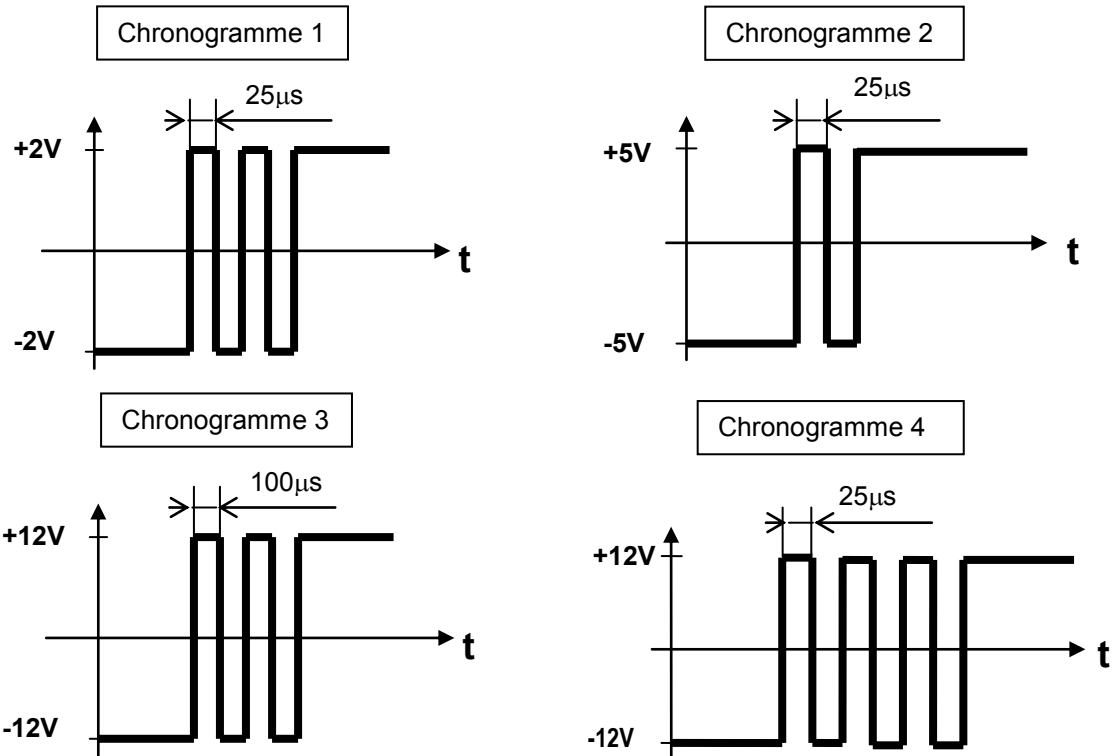 Chronogramme 1
25μs
+2V
t
-2V
Chronogramme 2
25μs
+5V
t
-5V
Chronogramme 3
100μs
+12V
t
-12V
Chronogramme 4
25μs
+12V
t
-12V